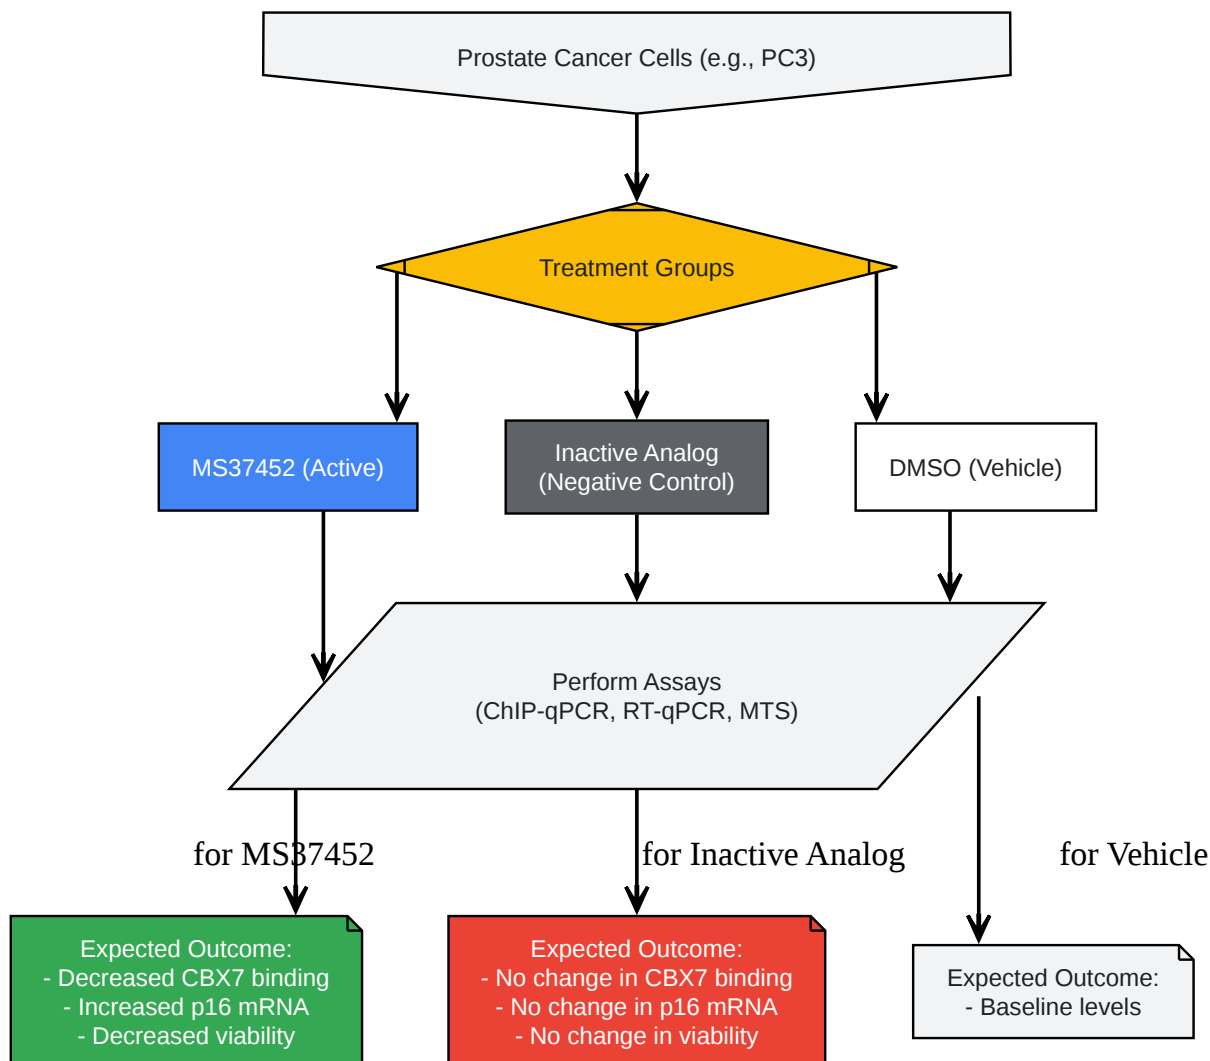 Prostate Cancer Cells (e.g., PC3)
Treatment Groups
MS37452 (Active)
Inactive Analog
(Negative Control)
DMSO (Vehicle)
Perform Assays
(ChIP-qPCR, RT-qPCR, MTS)
for MS37452
for Inactive Analog
for Vehicle
Expected Outcome:
- Decreased CBX7 binding
- Increased p16 mRNA
- Decreased viability
Expected Outcome:
- No change in CBX7 binding
- No change in p16 mRNA
- No change in viability
Expected Outcome:
- Baseline levels